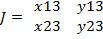 J = x13 y13
x23 y23